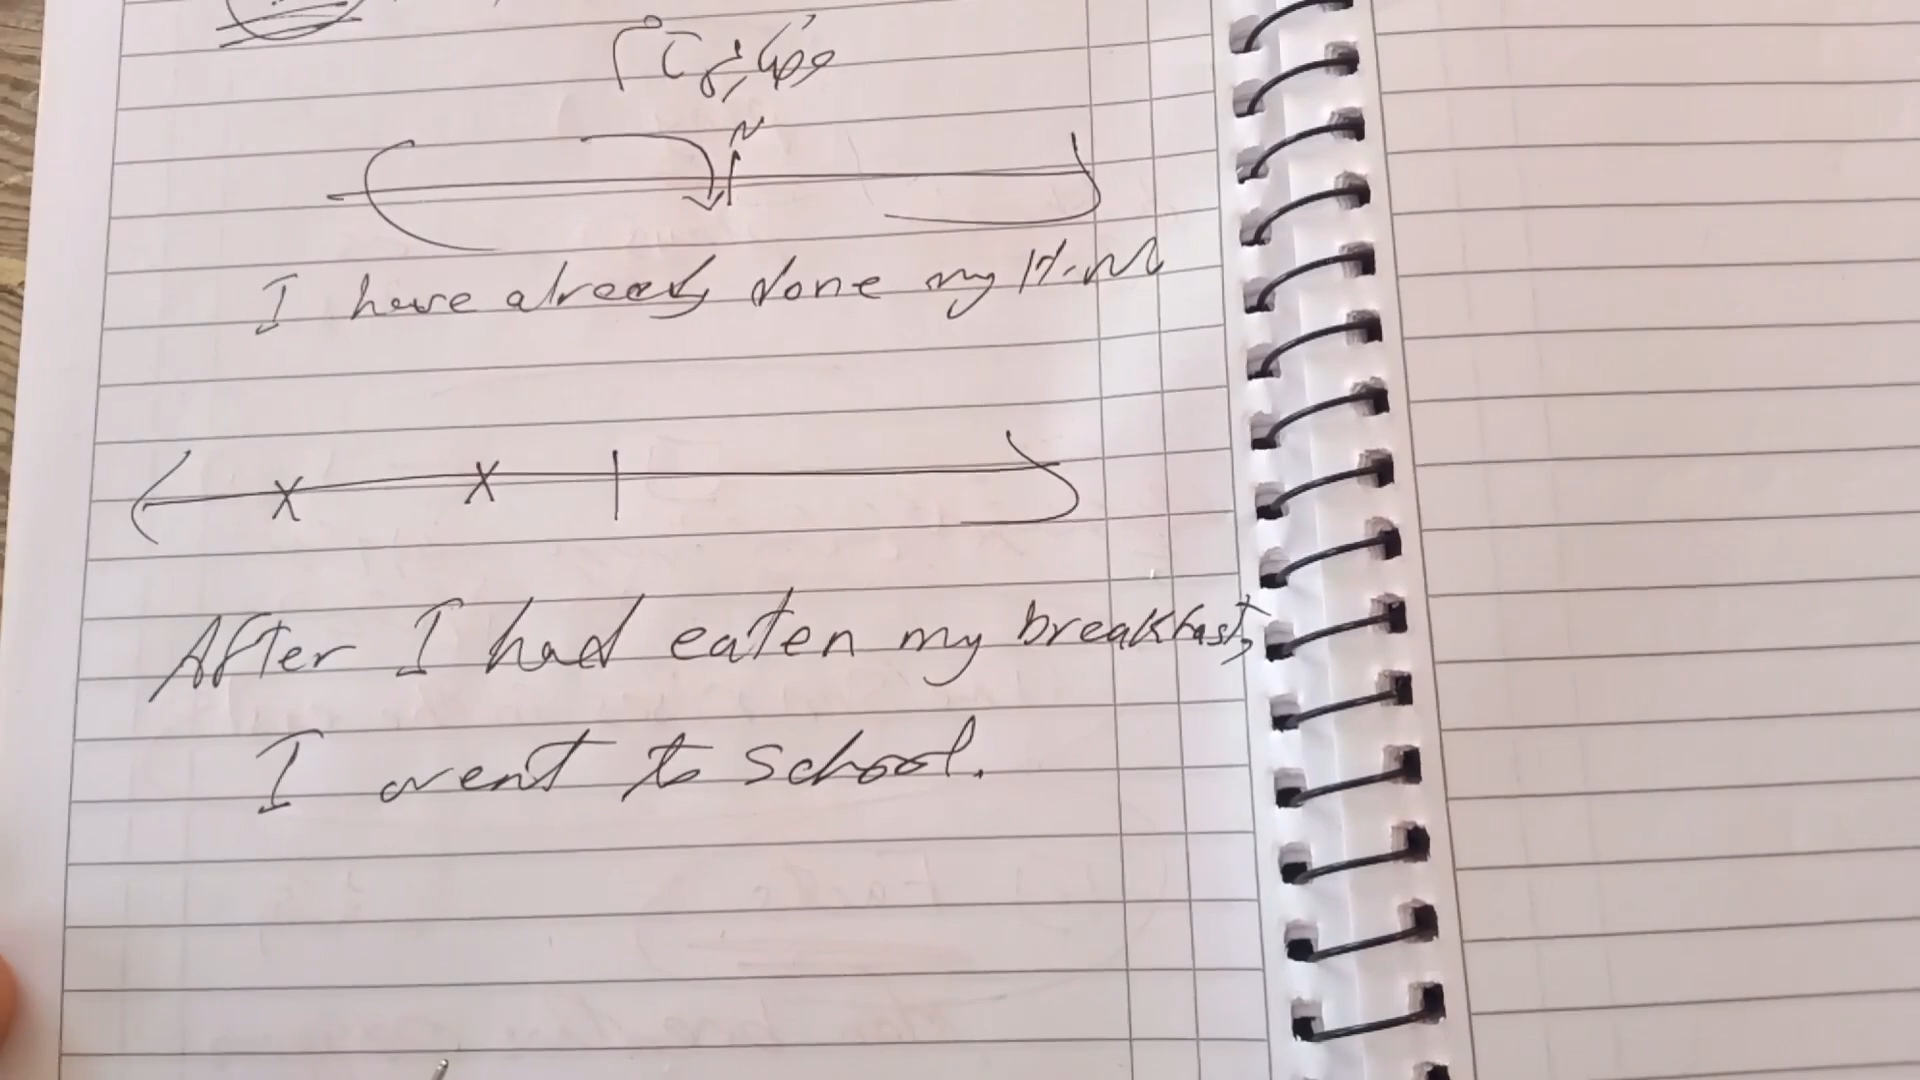 N
I have already done my H.W
X X
After I had eaten my breakfast,
I went to school.